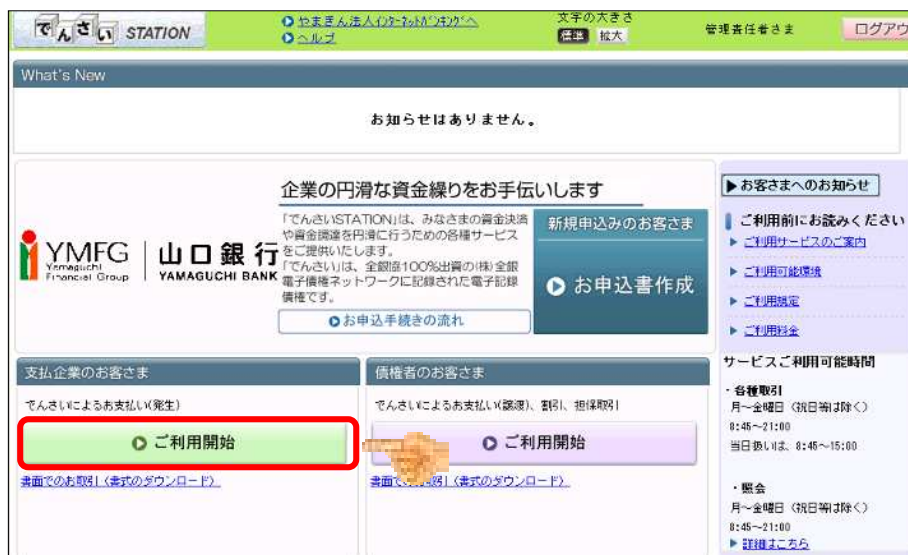 でんさい STATION
やまぎん法人インターネットバンキングへ
ヘルプ
文字の大きさ
標準 拡大
管理責任者さま
ログアウ
What's New
お知らせはありません。
YMFG
Yamaguchi
Financial Group
山口銀行
YAMAGUCHI BANK
企業の円滑な資金繰りをお手伝いします
「でんさいSTATION」は、みなさまの資金決済
や資金調達を円滑に行うための各種サービス
をご提供いたします。
「でんさい」は、全銀協100%出資の(株)全銀
電子債権ネットワークに記録された電子記録
債権です。
お申込手続きの流れ
新規申込みのお客さま
お申込書作成
お客さまへのお知らせ
ご利用前にお読みください
ご利用サービスのご案内
ご利用可能環境
ご利用規定
ご利用料金
支払企業のお客さま
でんさいによるお支払い(発生)
ご利用開始
書面でのお取引(書式のダウンロード)
債権者のお客さま
でんさいによるお支払い(譲渡)、割引、担保取引
ご利用開始
書面でのお取引(書式のダウンロード)
サービスご利用可能時間
・各種取引
月~金曜日(祝日等は除く)
8:45~21:00
当日扱いは、8:45~15:00
・照会
月~金曜日(祝日等は除く)
8:45~21:00
詳細はこちら